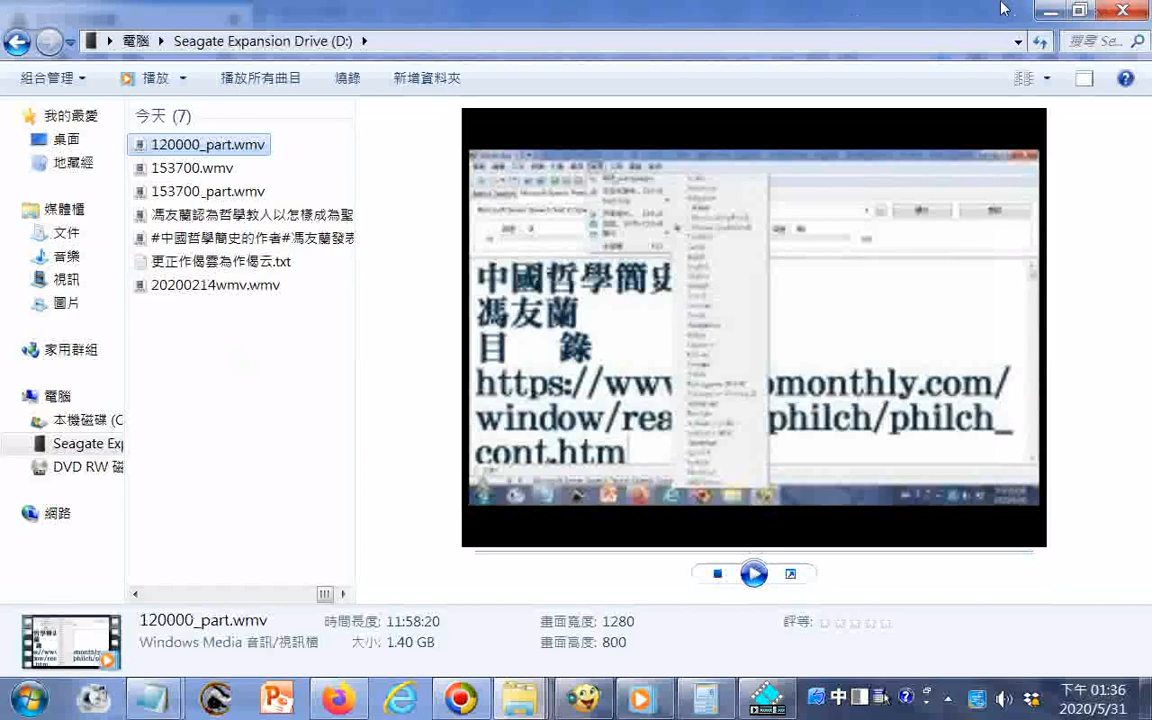 電腦 Seagate Expansion Drive (D:) 搜尋 Se...
組合管理 播放 播放所有曲目 燒錄 新增資料夾
我的最愛
桌面
地藏經
媒體櫃
文件
音樂
視訊
圖片
家用群組
電腦
本機磁碟 (C
Seagate Exp
DVD RW 磁
網路
今天 (7)
120000_part.wmv
153700.wmv
153700_part.wmv
馮友蘭認為哲學教人以怎樣成為聖
#中國哲學簡史的作者#馮友蘭發表
更正作偈雲為作偈云.txt
20200214wmv.wmv
中國哲學簡史
馮友蘭
目 錄
https://www omonthly.com/
window/rea philch/philch_
cont.htm
120000_part.wmv 時間長度: 11:58:20 畫面寬度: 1280 評等:
Windows Media 音訊/視訊檔 大小: 1.40 GB 畫面高度: 800
中
下午 01:36
2020/5/31